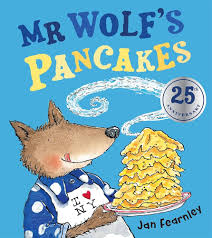 MR WOLF'S
PANCAKES
25th
ANNIVERSARY
I ♥
NY
Jan Fearnley